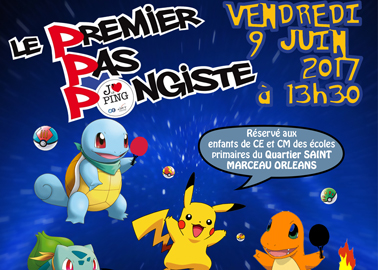 LE PREMIER
PAS
PONGISTE
J♥
PING
VENDREDI
9 JUIN
2017
à 13h30
Réservé aux
enfants de CE et CM des écoles
primaires du Quartier SAINT
MARCEAU ORLEANS